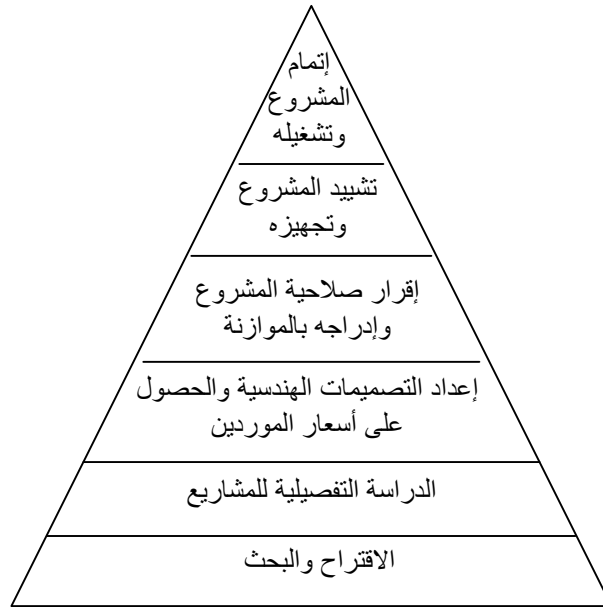 إتمام
المشروع
وتشغيله
تشييد المشروع
وتجهيزه
إقرار صلاحية المشروع
وإدراجه بالموازنة
إعداد التصميمات الهندسية والحصول
على أسعار الموردين
الدراسة التفصيلية للمشاريع
الاقتراح والبحث